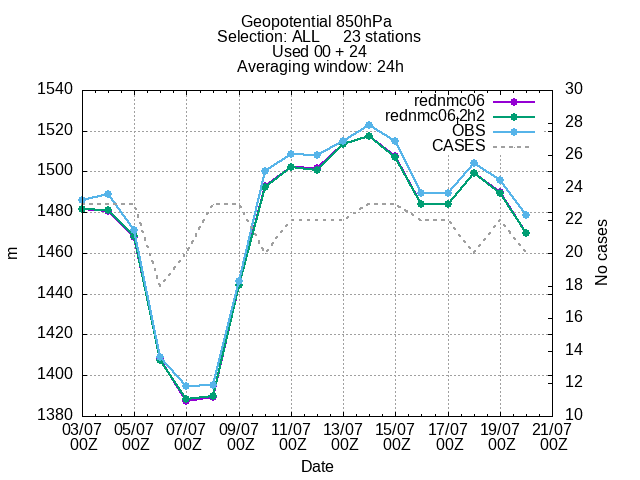 Geopotential 850hPa
Selection: ALL 23 stations
Used 00 + 24
Averaging window: 24h
1540
1520
1500
1480
1460
1440
1420
1400
1380
m
30
28
26
24
22
20
18
16
14
12
10
No cases
rednmc06
rednmc06,2h2
OBS
CASES
03/07 05/07 07/07 09/07 11/07 13/07 15/07 17/07 19/07 21/07
00Z 00Z 00Z 00Z 00Z 00Z 00Z 00Z 00Z 00Z
Date